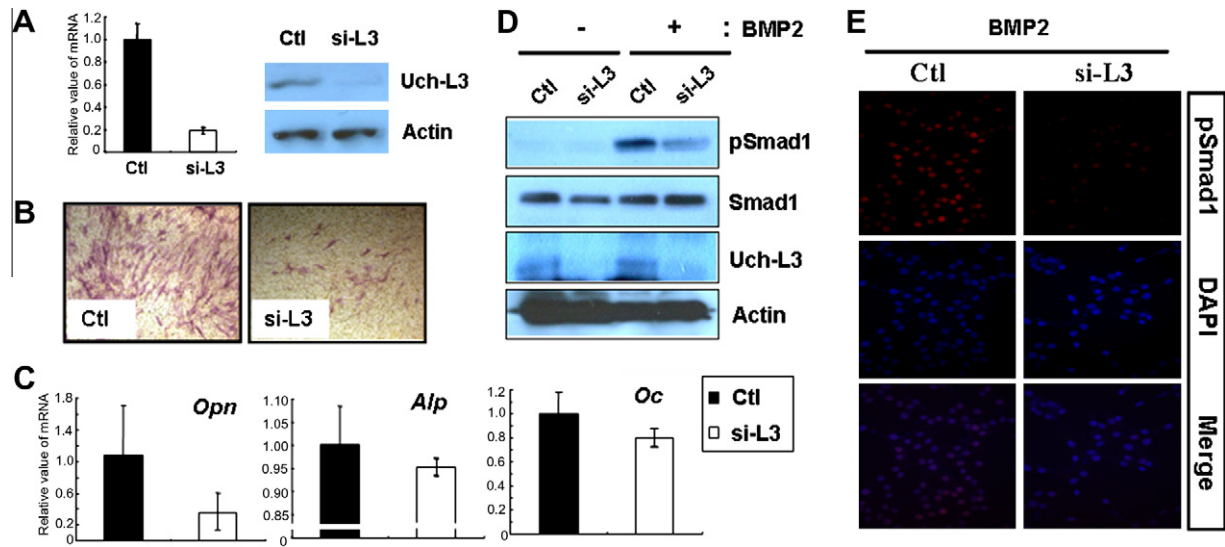 A
Relative value of mRNA
1.2
1.0
0.8
0.6
0.4
0.2
0
Ctl
si-L3
Ctl si-L3
Uch-L3
Actin
B
Ctl
si-L3
C
Relative value of mRNA
1.8
1.4
1.0
0.6
0.2
0
Opn
1.10
1.05
1.00
0.95
0.90
0.85
0
Alp
1.2
1.0
0.8
0.6
0.4
0.2
0
Oc
Ctl
si-L3
D
- + : BMP2
Ctl si-L3 Ctl si-L3
pSmad1
Smad1
Uch-L3
Actin
E
BMP2
Ctl si-L3
pSmad1
DAPI
Merge